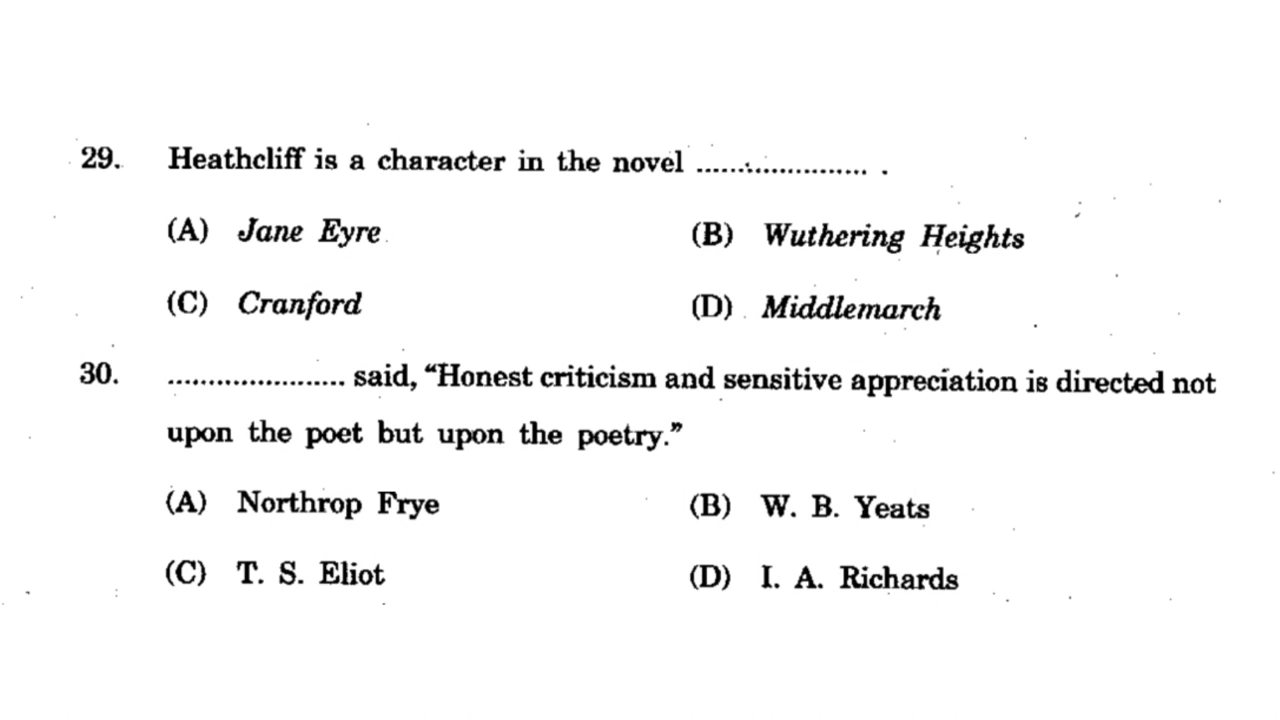 29. Heathcliff is a character in the novel ..................... .
(A) Jane Eyre (B) Wuthering Heights
(C) Cranford (D) Middlemarch
30. ..................... said, “Honest criticism and sensitive appreciation is directed not
upon the poet but upon the poetry.”
(A) Northrop Frye (B) W. B. Yeats
(C) T. S. Eliot (D) I. A. Richards